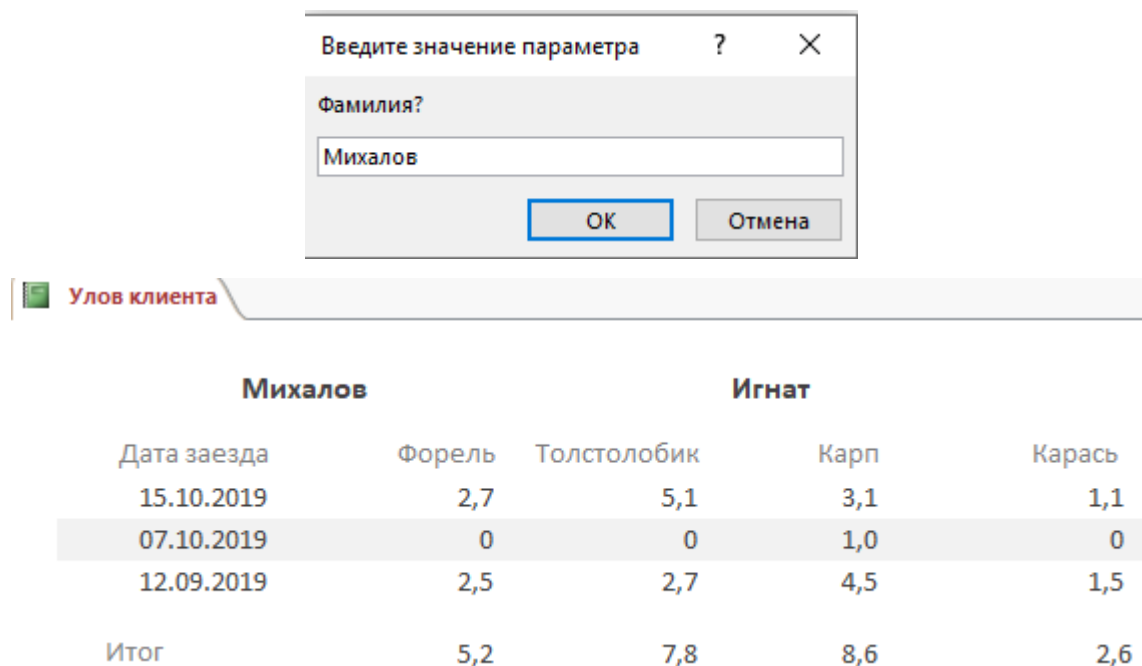 Введите значение параметра ? ×
Фамилия?
Михалов
ОК Отмена
Улов клиента
Михалов Игнат
Дата заезда Форель Толстолобик Карп Карась
15.10.2019 2,7 5,1 3,1 1,1
07.10.2019 0 0 1,0 0
12.09.2019 2,5 2,7 4,5 1,5
Итог 5,2 7,8 8,6 2,6